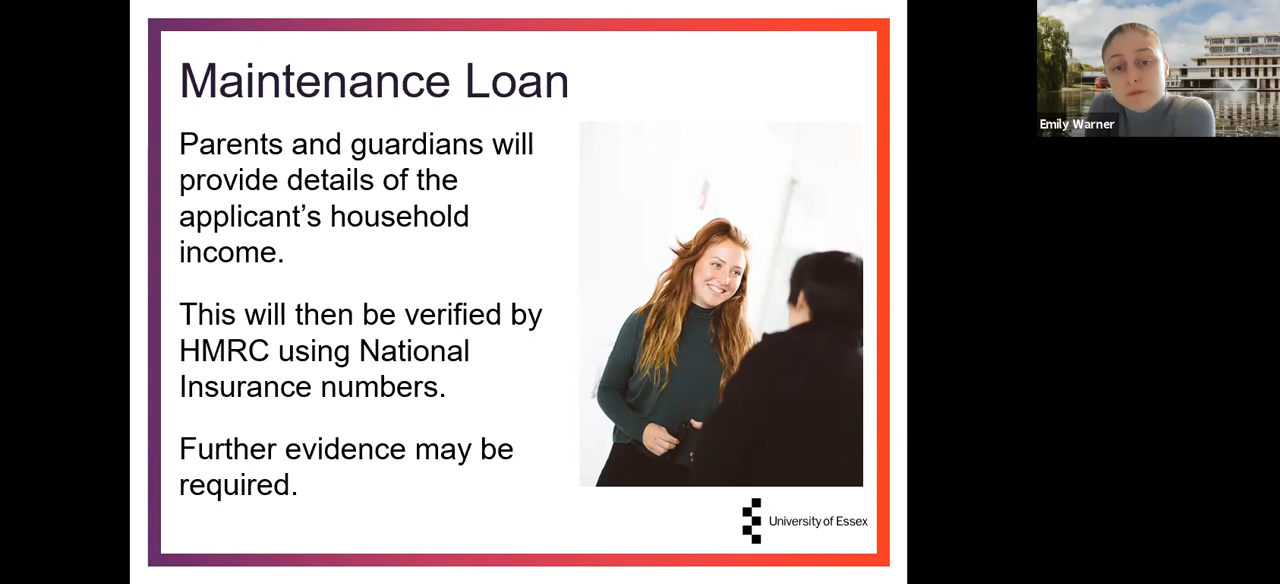 Maintenance Loan
Parents and guardians will
provide details of the
applicant’s household
income.
This will then be verified by
HMRC using National
Insurance numbers.
Further evidence may be
required.
University of Essex
Emily Warner